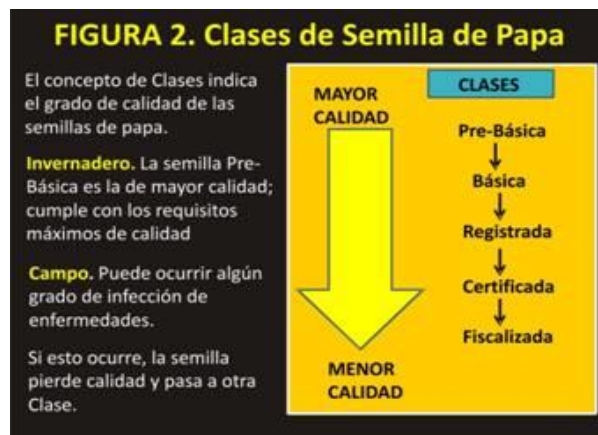 FIGURA 2. Clases de Semilla de Papa
El concepto de Clases indica
el grado de calidad de las
semillas de papa.
Invernadero. La semilla Pre-
Básica es la de mayor calidad;
cumple con los requisitos
máximos de calidad
Campo. Puede ocurrir algún
grado de infección de
enfermedades.
Si esto ocurre, la semilla
pierde calidad y pasa a otra
Clase.
MAYOR
CALIDAD
MENOR
CALIDAD
CLASES
Pre-Básica
Básica
Registrada
Certificada
Fiscalizada